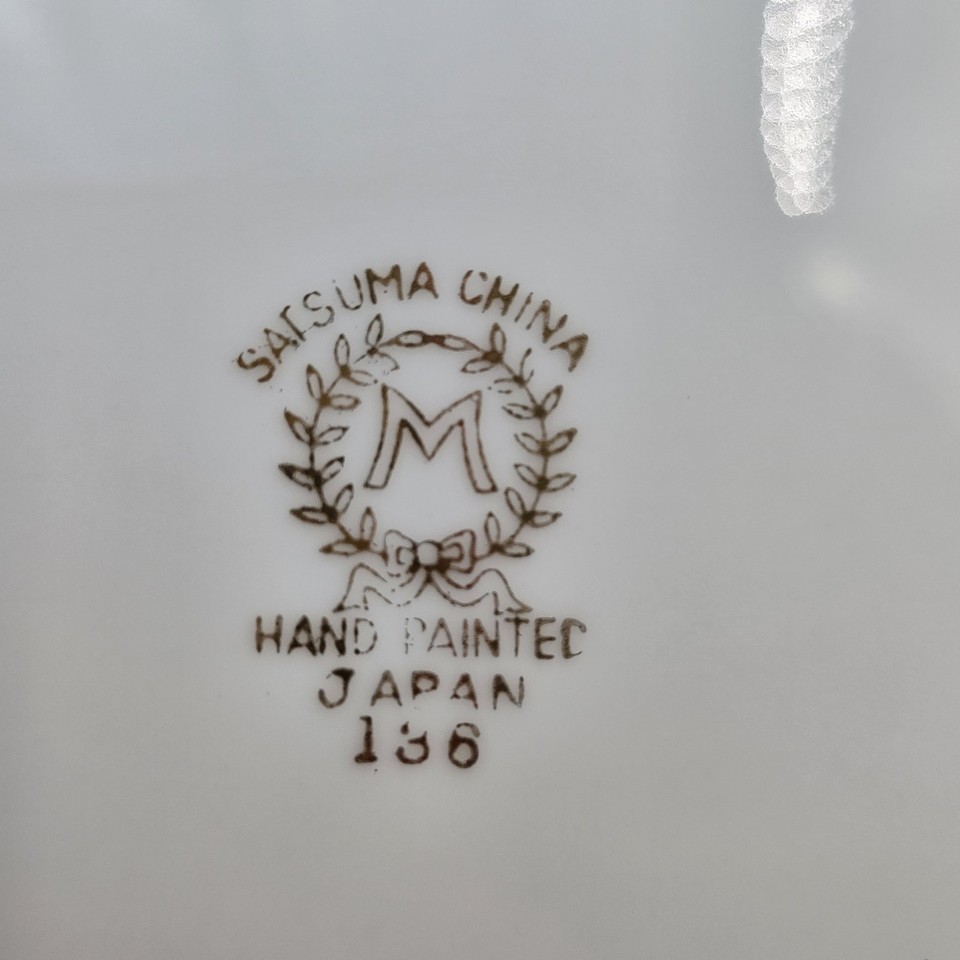 SATSUMA CHINA
M
HAND PAINTED
JAPAN
136